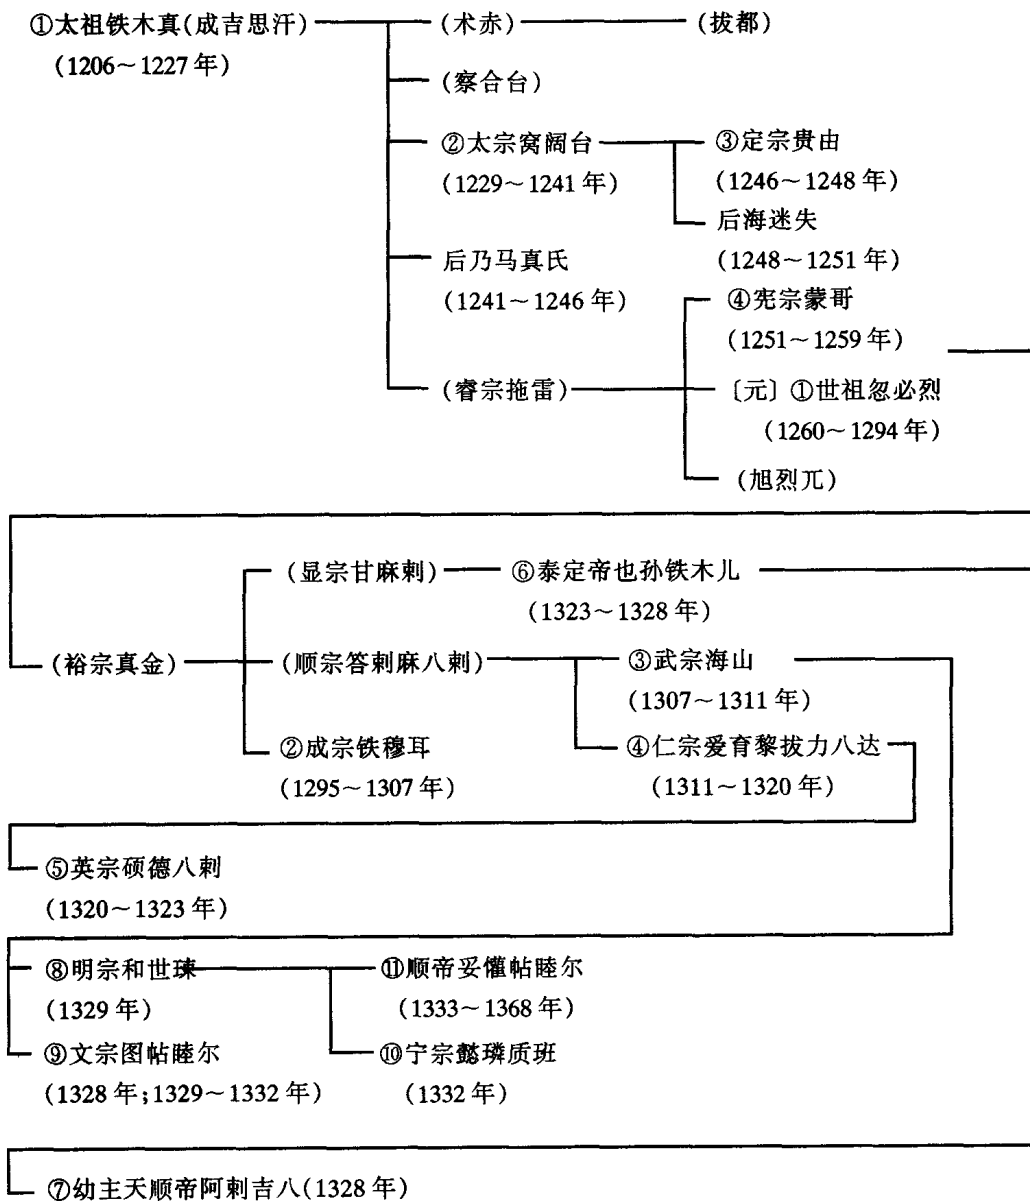 ①太祖铁木真(成吉思汗) (术赤) (拔都)
(1206～1227年)
(察合台)
②太宗窝阔台 ③定宗贵由
(1229～1241年) (1246～1248年)
后海迷失
后乃马真氏 (1248～1251年)
(1241～1246年) ④宪宗蒙哥
(1251～1259年)
(睿宗拖雷) 〔元〕①世祖忽必烈
(1260～1294年)
(旭烈兀)
(显宗甘麻剌) ⑥泰定帝也孙铁木儿
(1323～1328年)
(裕宗真金) (顺宗答剌麻八剌) ③武宗海山
(1307～1311年)
②成宗铁穆耳 ④仁宗爱育黎拔力八达
(1295～1307年) (1311～1320年)
⑤英宗硕德八剌
(1320～1323年)
⑧明宗和世㻋 ⑪顺帝妥懽帖睦尔
(1329年) (1333～1368年)
⑨文宗图帖睦尔 ⑩宁宗懿璘质班
(1328年;1329～1332年) (1332年)
⑦幼主天顺帝阿剌吉八(1328年)